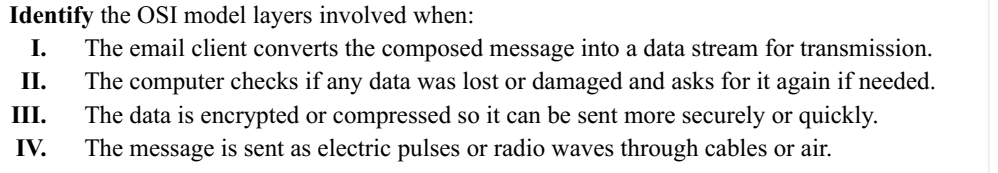 Identify the OSI model layers involved when:
I. The email client converts the composed message into a data stream for transmission.
II. The computer checks if any data was lost or damaged and asks for it again if needed.
III. The data is encrypted or compressed so it can be sent more securely or quickly.
IV. The message is sent as electric pulses or radio waves through cables or air.